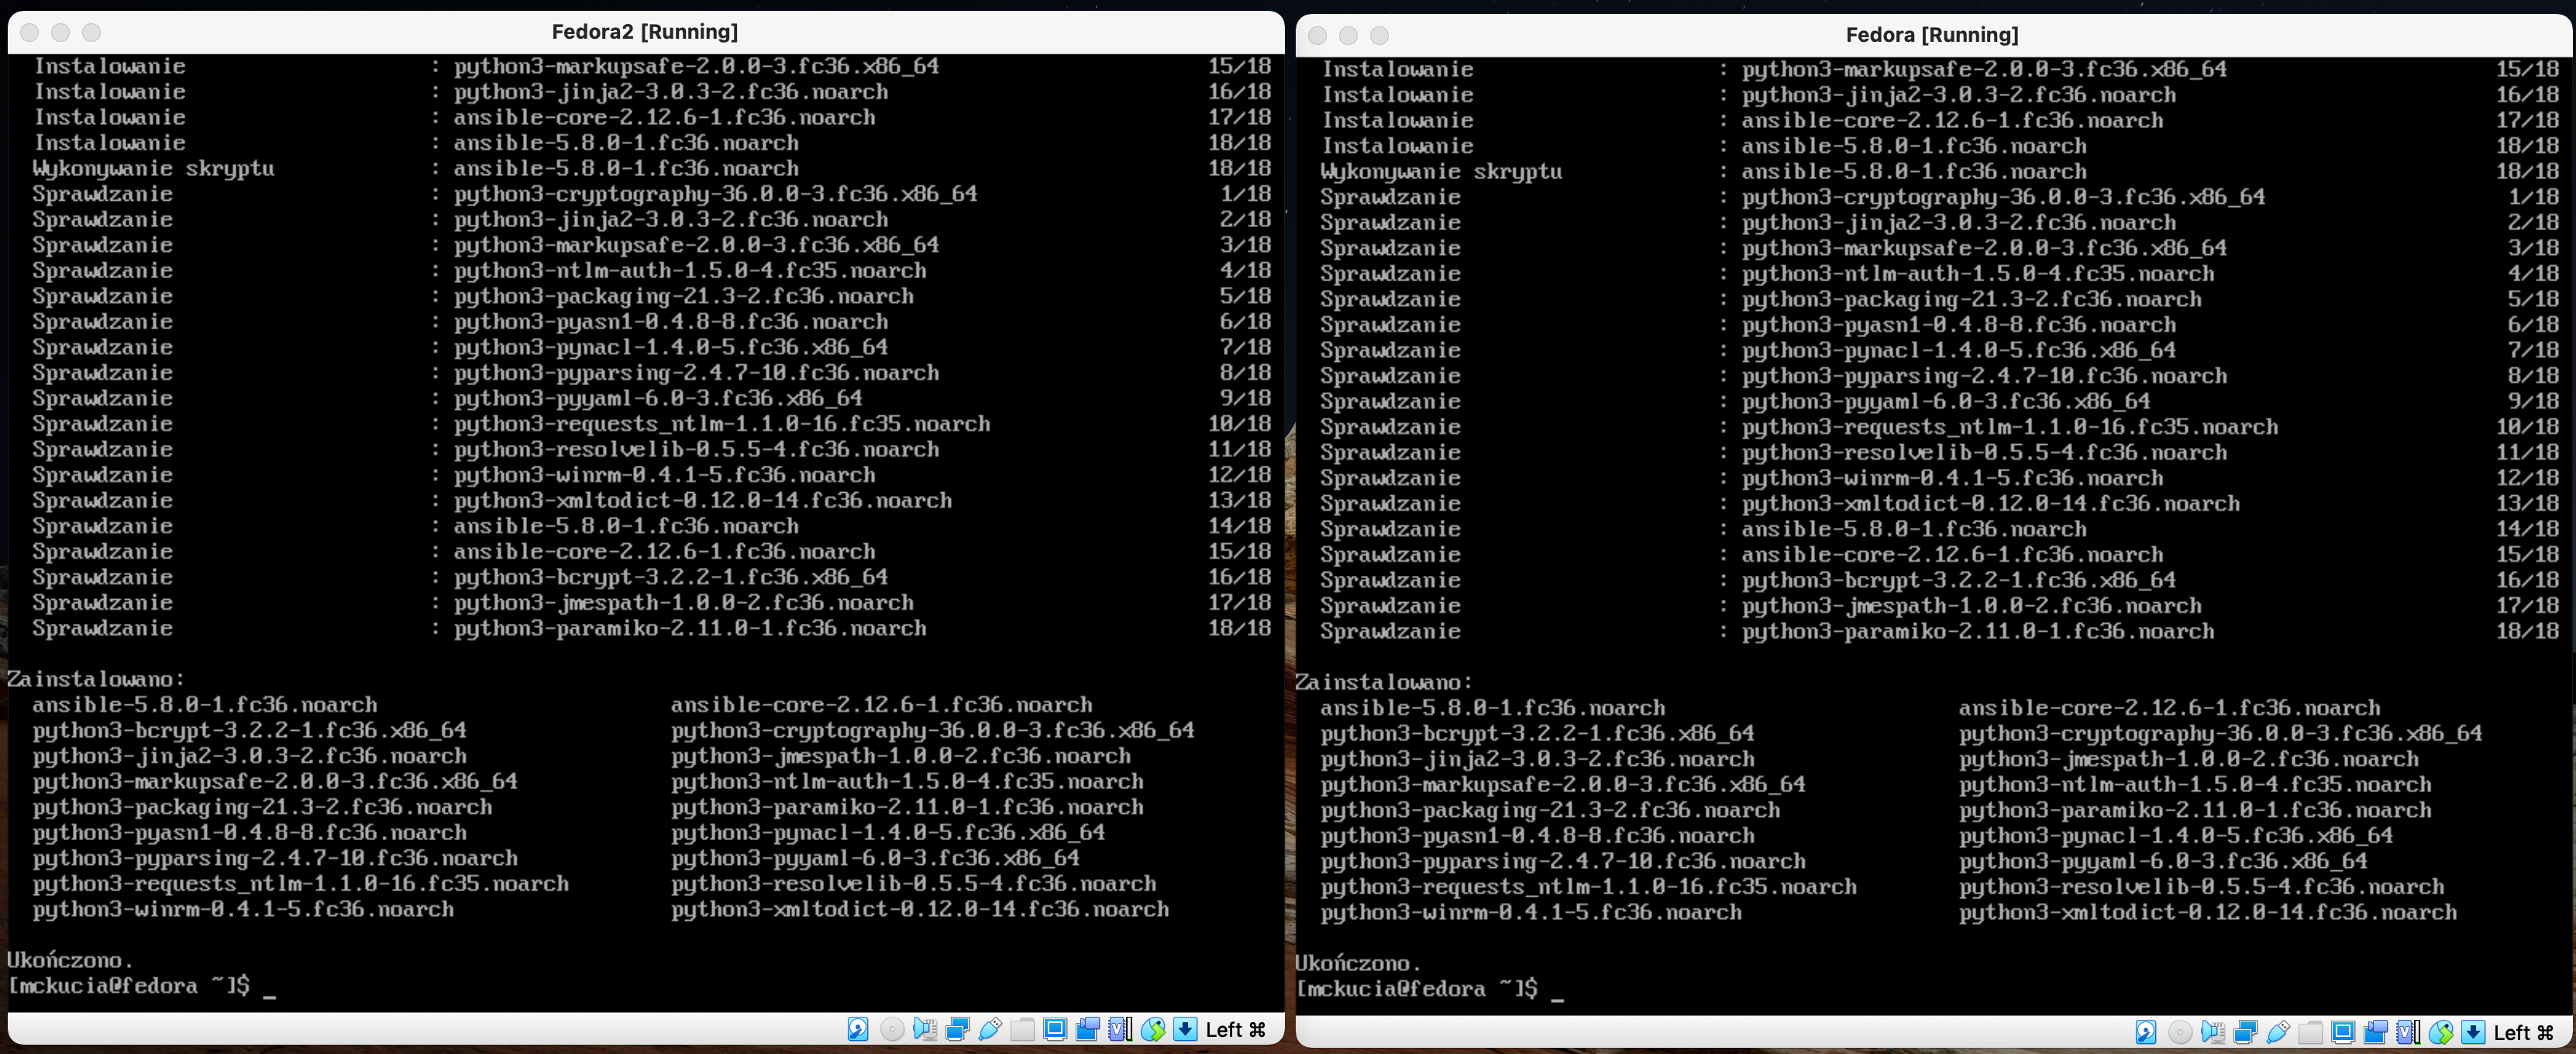 Fedora2 [Running]
Instalowanie : python3-markupsafe-2.0.0-3.fc36.x86_64 15/18
Instalowanie : python3-jinja2-3.0.3-2.fc36.noarch 16/18
Instalowanie : ansible-core-2.12.6-1.fc36.noarch 17/18
Instalowanie : ansible-5.8.0-1.fc36.noarch 18/18
Wykonywanie skryptu : ansible-5.8.0-1.fc36.noarch 18/18
Sprawdzanie : python3-cryptography-36.0.0-3.fc36.x86_64 1/18
Sprawdzanie : python3-jinja2-3.0.3-2.fc36.noarch 2/18
Sprawdzanie : python3-markupsafe-2.0.0-3.fc36.x86_64 3/18
Sprawdzanie : python3-ntlm-auth-1.5.0-4.fc35.noarch 4/18
Sprawdzanie : python3-packaging-21.3-2.fc36.noarch 5/18
Sprawdzanie : python3-pyasn1-0.4.8-8.fc36.noarch 6/18
Sprawdzanie : python3-pynacl-1.4.0-5.fc36.x86_64 7/18
Sprawdzanie : python3-pyparsing-2.4.7-10.fc36.noarch 8/18
Sprawdzanie : python3-pyyaml-6.0-3.fc36.x86_64 9/18
Sprawdzanie : python3-requests_ntlm-1.1.0-16.fc35.noarch 10/18
Sprawdzanie : python3-resolvelib-0.5.5-4.fc36.noarch 11/18
Sprawdzanie : python3-winrm-0.4.1-5.fc36.noarch 12/18
Sprawdzanie : python3-xmltodict-0.12.0-14.fc36.noarch 13/18
Sprawdzanie : ansible-5.8.0-1.fc36.noarch 14/18
Sprawdzanie : ansible-core-2.12.6-1.fc36.noarch 15/18
Sprawdzanie : python3-bcrypt-3.2.2-1.fc36.x86_64 16/18
Sprawdzanie : python3-jmespath-1.0.0-2.fc36.noarch 17/18
Sprawdzanie : python3-paramiko-2.11.0-1.fc36.noarch 18/18
Zainstalowano:
ansible-5.8.0-1.fc36.noarch ansible-core-2.12.6-1.fc36.noarch
python3-bcrypt-3.2.2-1.fc36.x86_64 python3-cryptography-36.0.0-3.fc36.x86_64
python3-jinja2-3.0.3-2.fc36.noarch python3-jmespath-1.0.0-2.fc36.noarch
python3-markupsafe-2.0.0-3.fc36.x86_64 python3-ntlm-auth-1.5.0-4.fc35.noarch
python3-packaging-21.3-2.fc36.noarch python3-paramiko-2.11.0-1.fc36.noarch
python3-pyasn1-0.4.8-8.fc36.noarch python3-pynacl-1.4.0-5.fc36.x86_64
python3-pyparsing-2.4.7-10.fc36.noarch python3-pyyaml-6.0-3.fc36.x86_64
python3-requests_ntlm-1.1.0-16.fc35.noarch python3-resolvelib-0.5.5-4.fc36.noarch
python3-winrm-0.4.1-5.fc36.noarch python3-xmltodict-0.12.0-14.fc36.noarch
Ukończono.
[mckucia@fedora ~]$ _
Left ⌘
Fedora [Running]
Instalowanie : python3-markupsafe-2.0.0-3.fc36.x86_64 15/18
Instalowanie : python3-jinja2-3.0.3-2.fc36.noarch 16/18
Instalowanie : ansible-core-2.12.6-1.fc36.noarch 17/18
Instalowanie : ansible-5.8.0-1.fc36.noarch 18/18
Wykonywanie skryptu : ansible-5.8.0-1.fc36.noarch 18/18
Sprawdzanie : python3-cryptography-36.0.0-3.fc36.x86_64 1/18
Sprawdzanie : python3-jinja2-3.0.3-2.fc36.noarch 2/18
Sprawdzanie : python3-markupsafe-2.0.0-3.fc36.x86_64 3/18
Sprawdzanie : python3-ntlm-auth-1.5.0-4.fc35.noarch 4/18
Sprawdzanie : python3-packaging-21.3-2.fc36.noarch 5/18
Sprawdzanie : python3-pyasn1-0.4.8-8.fc36.noarch 6/18
Sprawdzanie : python3-pynacl-1.4.0-5.fc36.x86_64 7/18
Sprawdzanie : python3-pyparsing-2.4.7-10.fc36.noarch 8/18
Sprawdzanie : python3-pyyaml-6.0-3.fc36.x86_64 9/18
Sprawdzanie : python3-requests_ntlm-1.1.0-16.fc35.noarch 10/18
Sprawdzanie : python3-resolvelib-0.5.5-4.fc36.noarch 11/18
Sprawdzanie : python3-winrm-0.4.1-5.fc36.noarch 12/18
Sprawdzanie : python3-xmltodict-0.12.0-14.fc36.noarch 13/18
Sprawdzanie : ansible-5.8.0-1.fc36.noarch 14/18
Sprawdzanie : ansible-core-2.12.6-1.fc36.noarch 15/18
Sprawdzanie : python3-bcrypt-3.2.2-1.fc36.x86_64 16/18
Sprawdzanie : python3-jmespath-1.0.0-2.fc36.noarch 17/18
Sprawdzanie : python3-paramiko-2.11.0-1.fc36.noarch 18/18
Zainstalowano:
ansible-5.8.0-1.fc36.noarch ansible-core-2.12.6-1.fc36.noarch
python3-bcrypt-3.2.2-1.fc36.x86_64 python3-cryptography-36.0.0-3.fc36.x86_64
python3-jinja2-3.0.3-2.fc36.noarch python3-jmespath-1.0.0-2.fc36.noarch
python3-markupsafe-2.0.0-3.fc36.x86_64 python3-ntlm-auth-1.5.0-4.fc35.noarch
python3-packaging-21.3-2.fc36.noarch python3-paramiko-2.11.0-1.fc36.noarch
python3-pyasn1-0.4.8-8.fc36.noarch python3-pynacl-1.4.0-5.fc36.x86_64
python3-pyparsing-2.4.7-10.fc36.noarch python3-pyyaml-6.0-3.fc36.x86_64
python3-requests_ntlm-1.1.0-16.fc35.noarch python3-resolvelib-0.5.5-4.fc36.noarch
python3-winrm-0.4.1-5.fc36.noarch python3-xmltodict-0.12.0-14.fc36.noarch
Ukończono.
[mckucia@fedora ~]$ _
Left ⌘